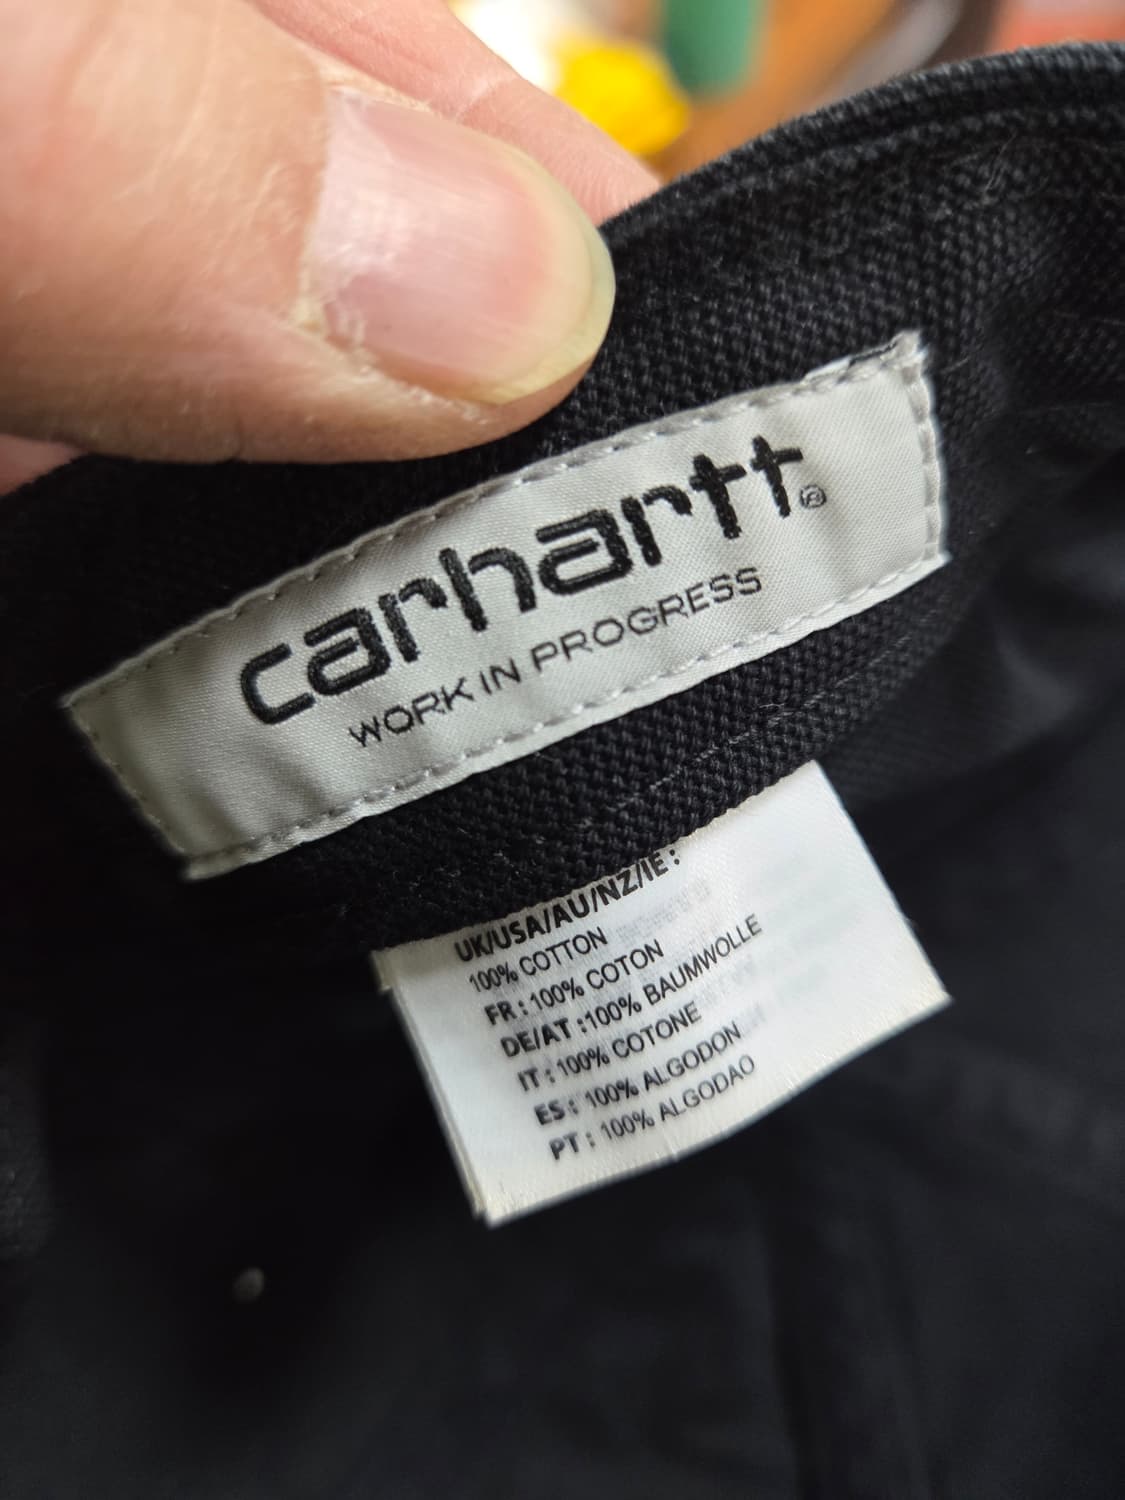 carhartt®
WORK IN PROGRESS
UK/USA/AU/NZ/IE :
100% COTTON
FR : 100% COTON
DE/AT :100% BAUMWOLLE
IT : 100% COTONE
ES : 100% ALGODON
PT : 100% ALGODAO